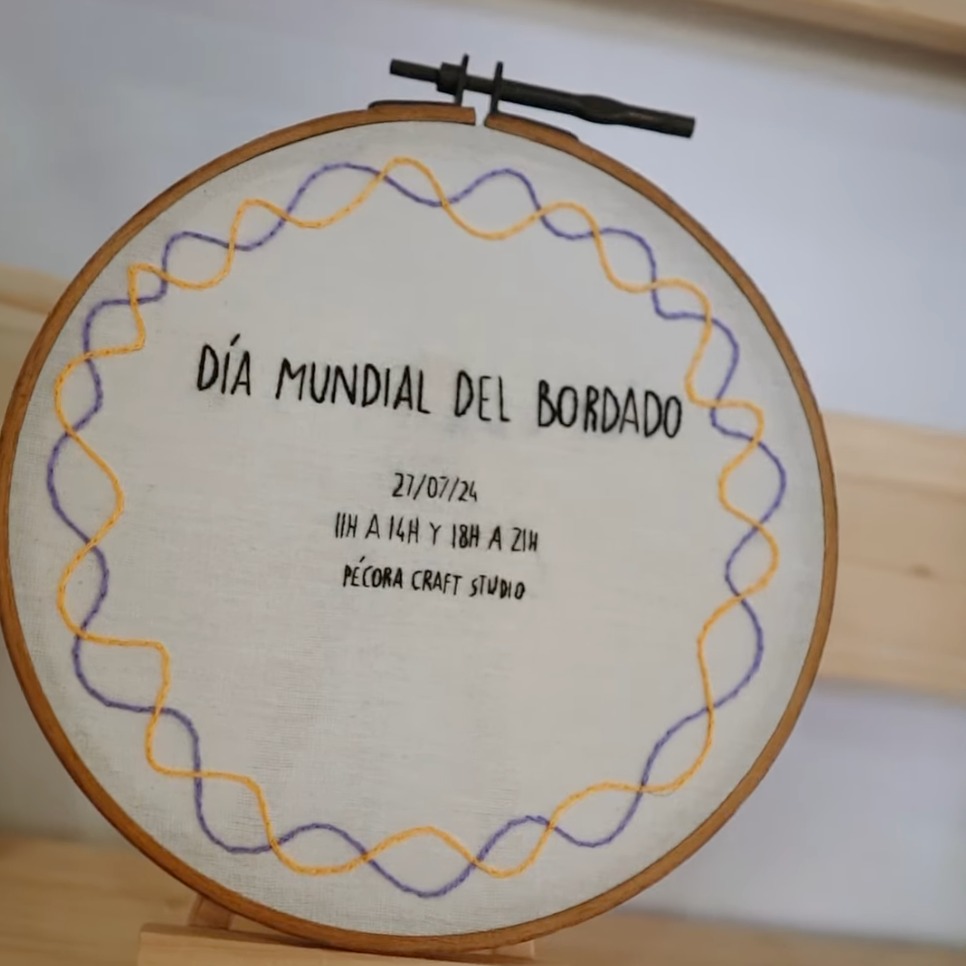 DÍA MUNDIAL DEL BORDADO
27/07/24
11H A 14H Y 18H A 21H
PÉCORA CRAFT STUDIO